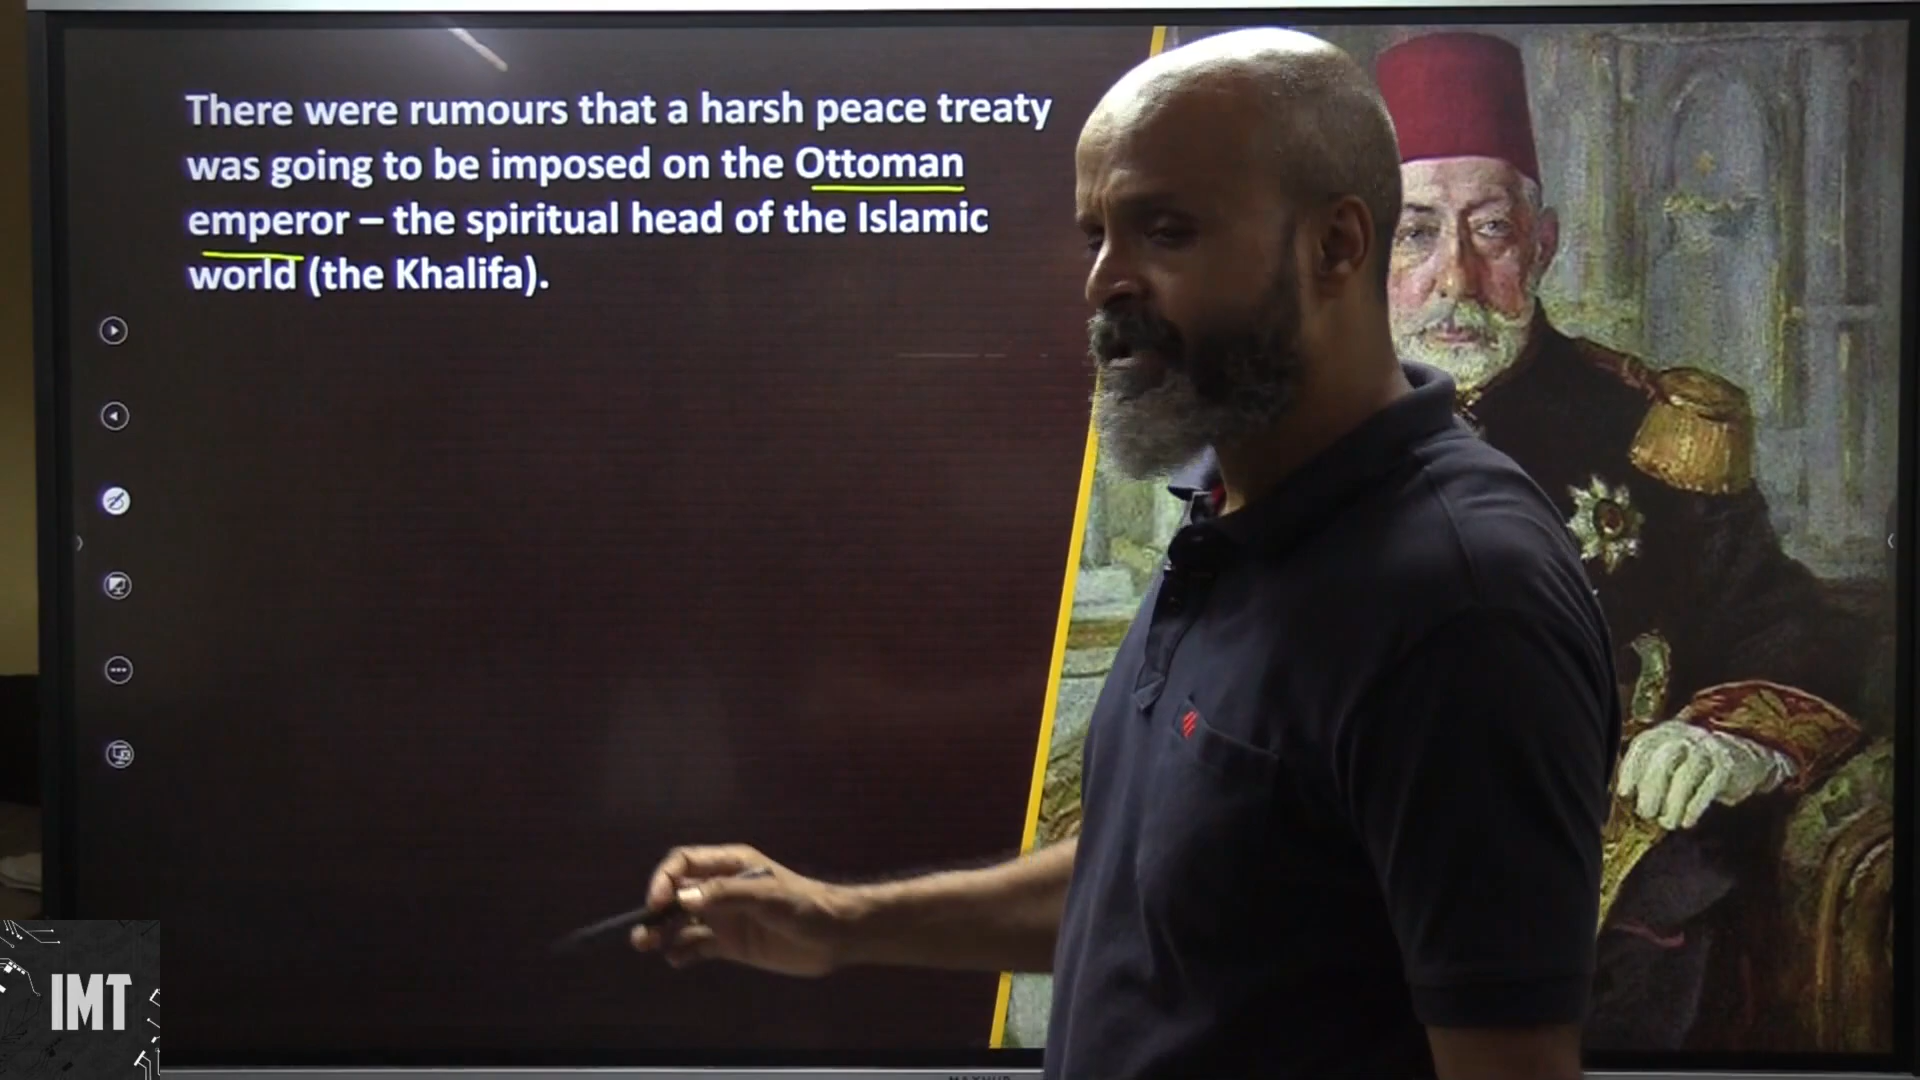 There were rumours that a harsh peace treaty
was going to be imposed on the Ottoman
emperor – the spiritual head of the Islamic
world (the Khalifa).
IMT